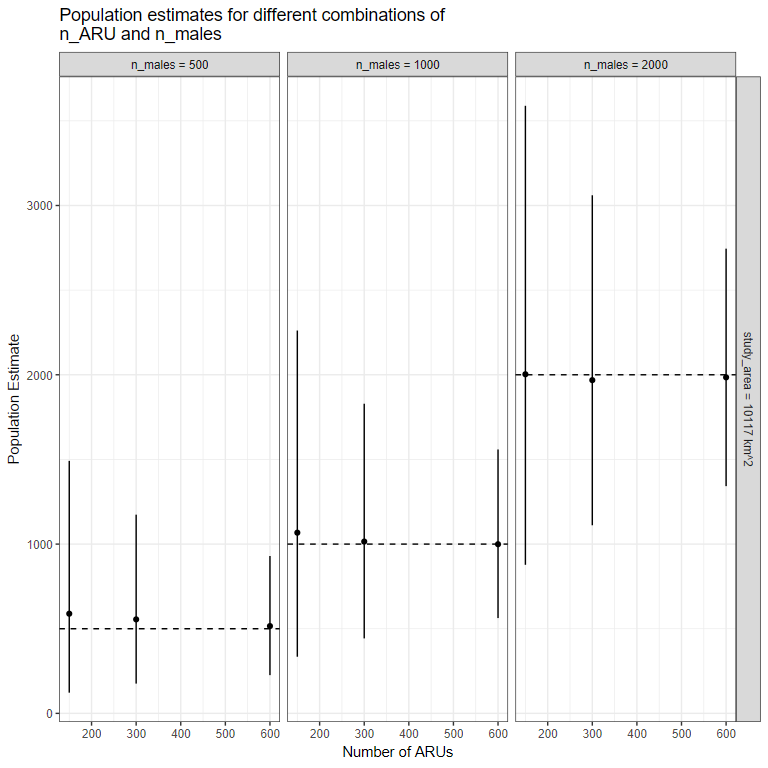 Population estimates for different combinations of
n_ARU and n_males
n_males = 500
n_males = 1000
n_males = 2000
study_area = 10117 km^2
Population Estimate
3000
2000
1000
0
200 300 400 500 600
200 300 400 500 600
200 300 400 500 600
Number of ARUs